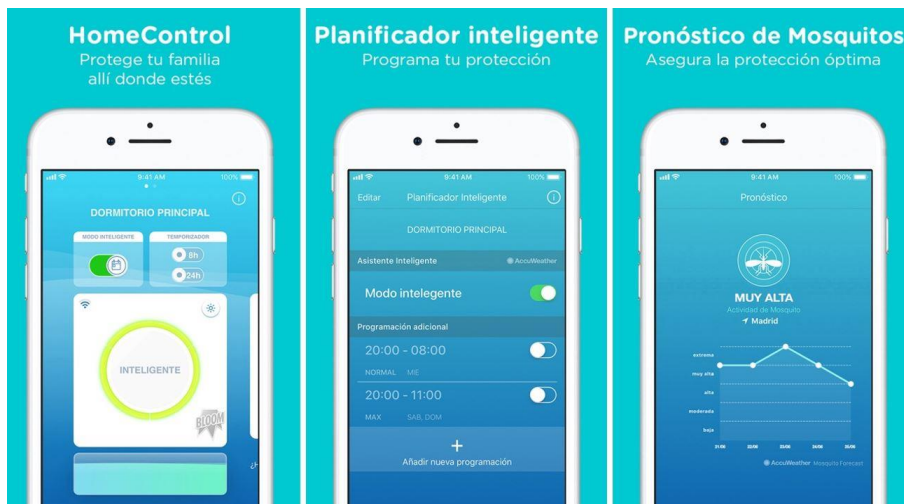 HomeControl
Protege tu familia
allí donde estés
9:41 AM
100%
DORMITORIO PRINCIPAL
MODO INTELIGENTE
TEMPORIZADOR
8h
24h
INTELIGENTE
BLOOM
Planificador inteligente
Programa tu protección
9:41 AM
100%
Editar
Planificador Inteligente
DORMITORIO PRINCIPAL
Asistente Inteligente
AccuWeather
Modo intelegente
Programación adicional
20:00 - 08:00
NORMAL MIE
20:00 - 11:00
MAX SAB, DOM
+
Añadir nueva programación
Pronóstico de Mosquitos
Asegura la protección óptima
9:41 AM
100%
Pronóstico
MUY ALTA
Actividad de Mosquito
Madrid
extreme
muy alta
alta
moderada
baja
AccuWeather Mosquito Forecast